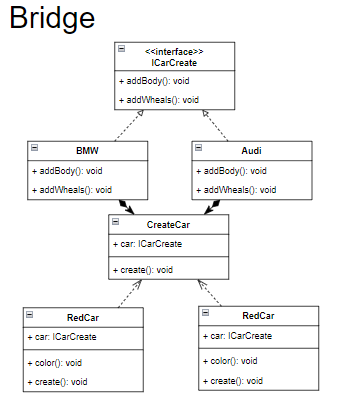 Bridge
<<interface>>
ICarCreate
+ addBody(): void
+ addWheals(): void
BMW
+ addBody(): void
+ addWheals(): void
Audi
+ addBody(): void
+ addWheals(): void
CreateCar
+ car: ICarCreate
+ create(): void
RedCar
+ car: ICarCreate
+ color(): void
+ create(): void
RedCar
+ car: ICarCreate
+ color(): void
+ create(): void